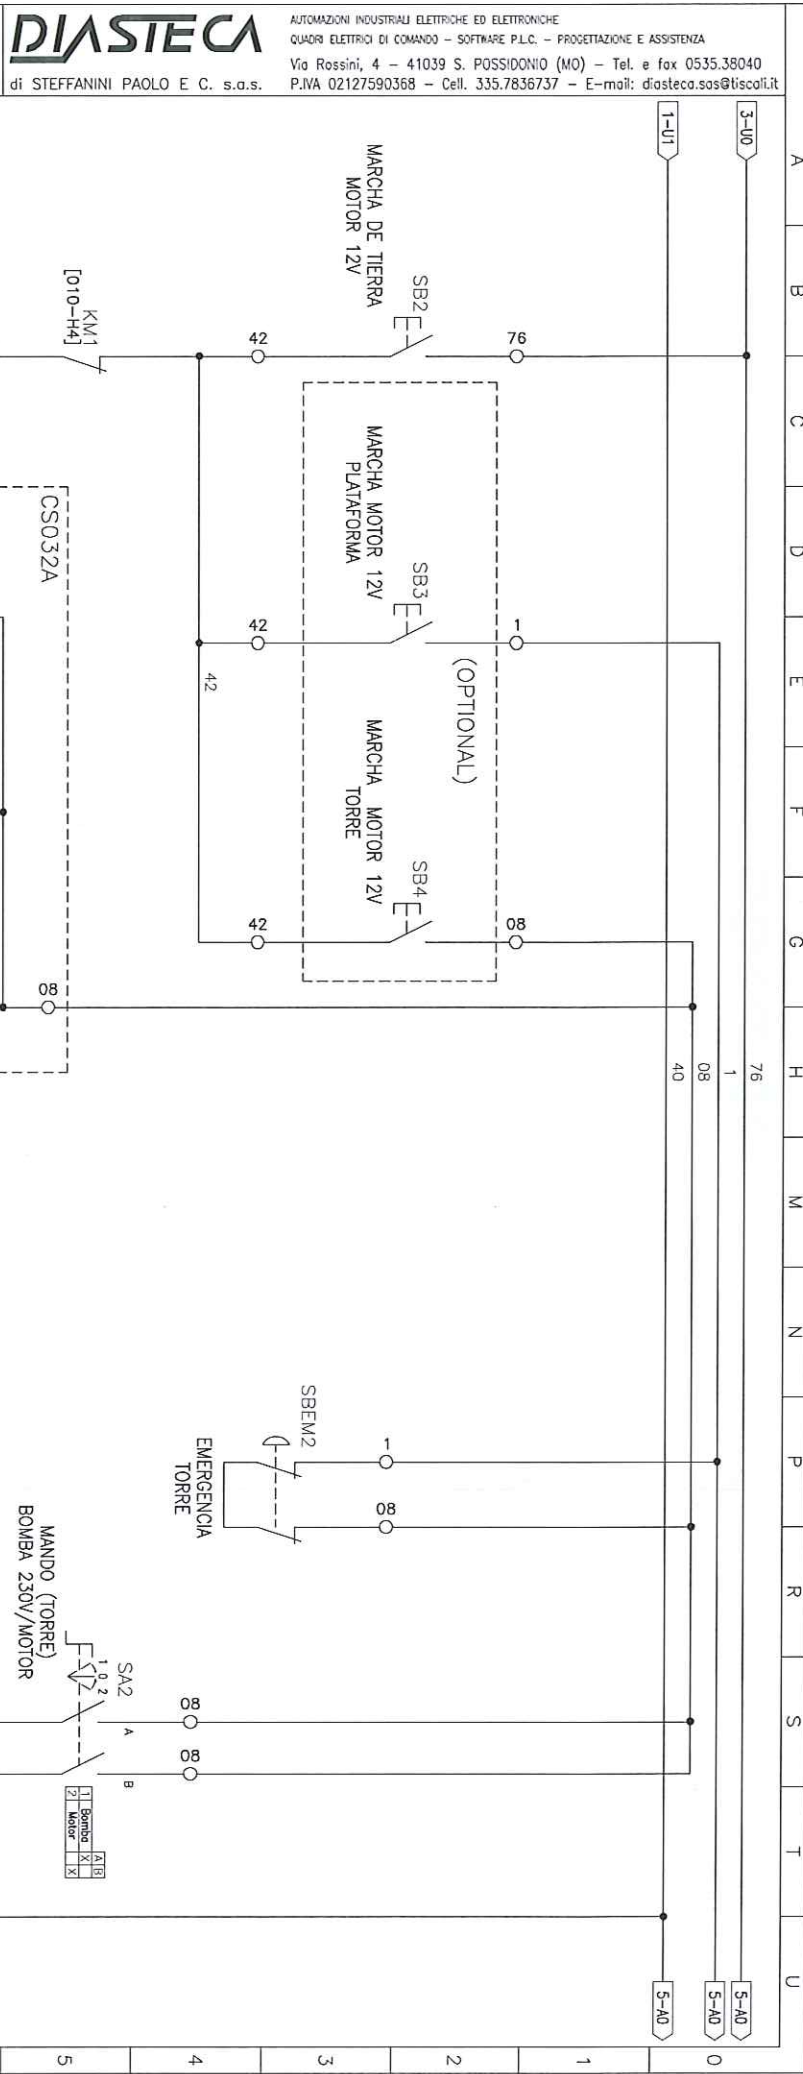 DIASTECA
di STEFFANINI PAOLO E C. s.a.s.
AUTOMAZIONI INDUSTRIALI ELETTRICHE ED ELETTRONICHE
QUADRI ELETTRICI DI COMANDO – SOFTWARE P.L.C. – PROGETTAZIONE E ASSISTENZA
Via Rossini, 4 – 41039 S. POSSIDONIO (MO) – Tel. e fax 0535.38040
P.IVA 02127590368 – Cell. 335.7836737 – E-mail: diasteca.sas@tiscali.it
A
B
C
D
E
F
G
H
M
N
P
R
S
T
U
0
1
2
3
4
5
3-U0
1-U1
76
1
08
40
5-A0
5-A0
5-A0
76
SB2
MARCHA DE TIERRA
MOTOR 12V
42
KM1
[010-H4]
(OPTIONAL)
1
SB3
MARCHA MOTOR 12V
PLATAFORMA
42
42
08
SB4
MARCHA MOTOR 12V
TORRE
42
CS032A
08
1
08
SBEM2
EMERGENCIA
TORRE
08
08
SA2
1 0 2
A
B
MANDO (TORRE)
BOMBA 230V/MOTOR
A B
1 Bomba X
2 Motor X